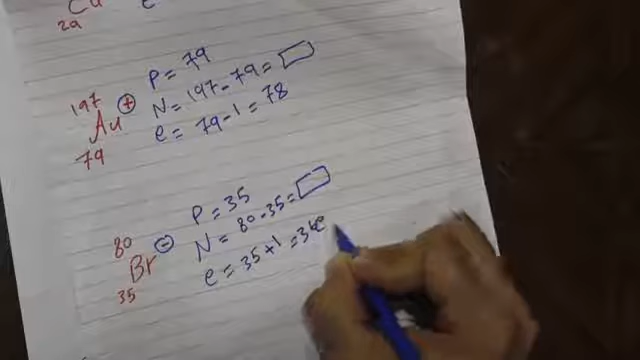 Cu
29
197
Au +
79
P = 79
N = 197 - 79 =
e = 79 - 1 = 78
80
Br -
35
P = 35
N = 80 - 35 =
e = 35 + 1 =